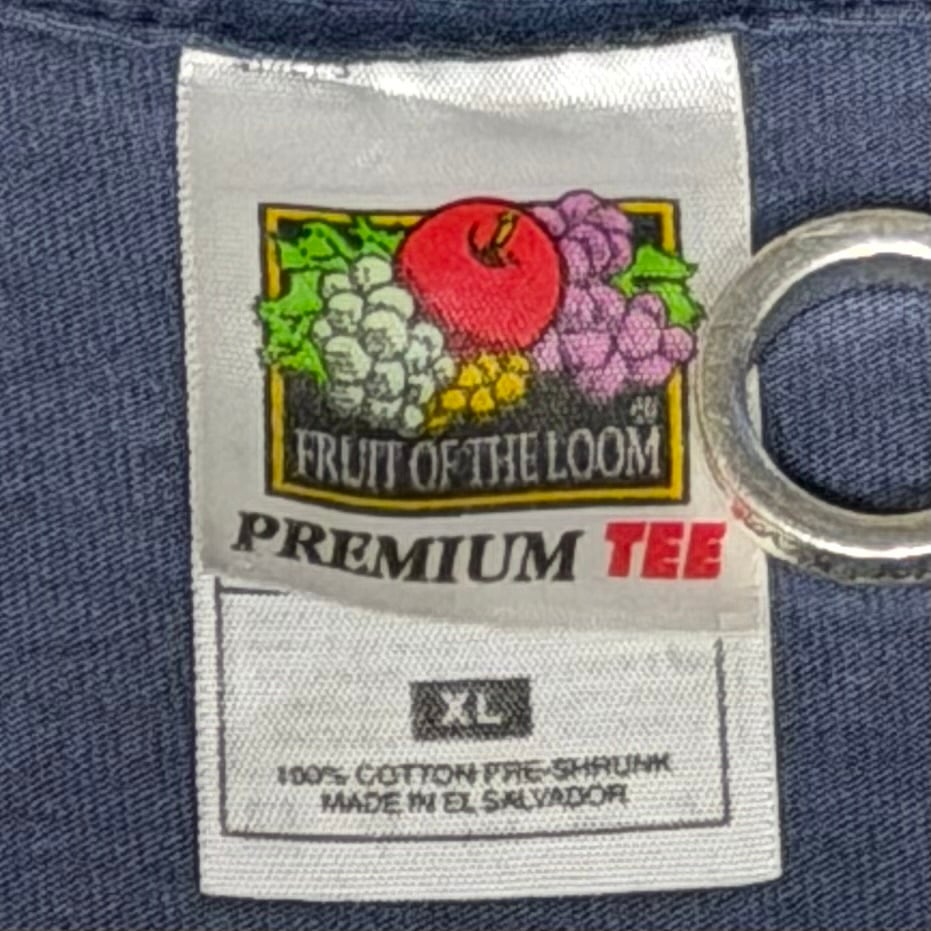 FRUIT OF THE LOOM
PREMIUM TEE
XL
100% COTTON PRE-SHRUNK
MADE IN EL SALVADOR